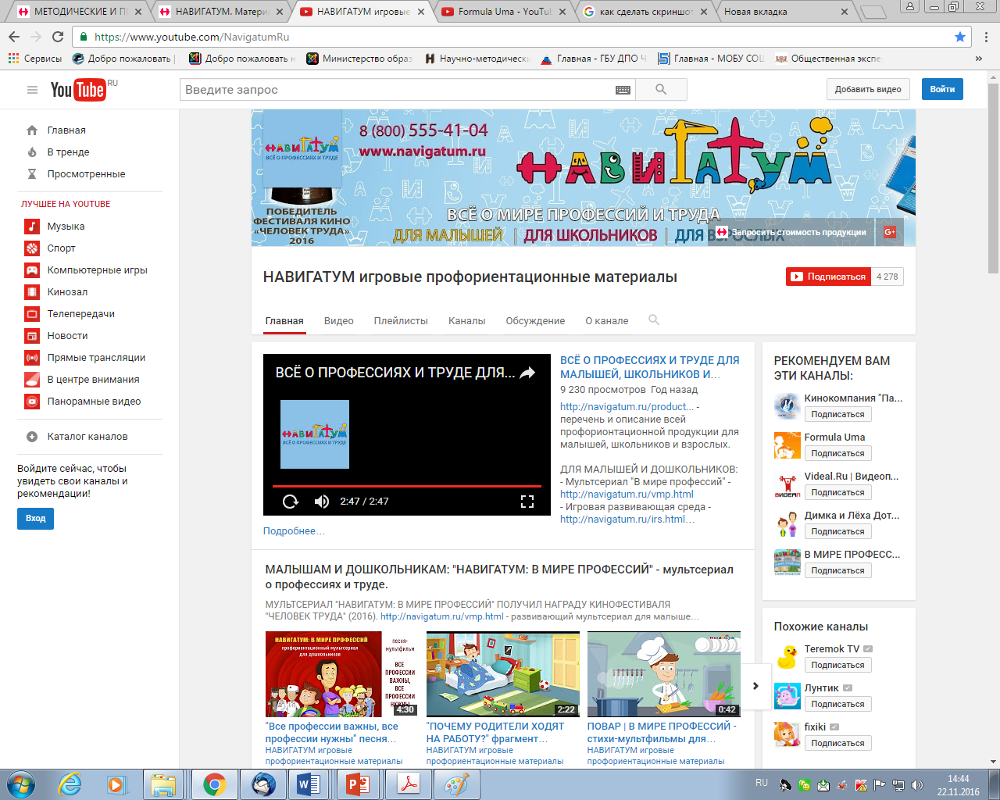 МЕТОДИЧЕСКИЕ И П
НАВИГАТУМ. Матери
НАВИГАТУМ игровые
Formula Uma - YouTu
как сделать скриншот
Новая вкладка
https://www.youtube.com/NavigatumRu
Сервисы
Добро пожаловать
Добро пожаловать н
Министерство образ
Научно-методически
Главная - ГБУ ДПО Ч
Главная - МОБУ СОШ
Общественная экспе
YouTube RU
Введите запрос
Добавить видео
Войти
Главная
В тренде
Просмотренные
ЛУЧШЕЕ НА YOUTUBE
Музыка
Спорт
Компьютерные игры
Кинозал
Телепередачи
Новости
Прямые трансляции
В центре внимания
Панорамные видео
Каталог каналов
Войдите сейчас, чтобы
увидеть свои каналы и
рекомендации!
Вход
НАВИГАТУМ
ВСЁ О ПРОФЕССИЯХ И ТРУДЕ
8 (800) 555-41-04
www.navigatum.ru
НАВИГАТУМ
ПОБЕДИТЕЛЬ
ФЕСТИВАЛЯ КИНО
«ЧЕЛОВЕК ТРУДА»
2016
ВСЁ О МИРЕ ПРОФЕССИЙ И ТРУДА
ДЛЯ МАЛЫШЕЙ | ДЛЯ ШКОЛЬНИКОВ | ДЛЯ ВЗРОСЛЫХ
Запросить стоимость продукции
G+
НАВИГАТУМ игровые профориентационные материалы
Подписаться 4 278
Главная Видео Плейлисты Каналы Обсуждение О канале
ВСЁ О ПРОФЕССИЯХ И ТРУДЕ ДЛЯ...
НАВИГАТУМ
ВСЁ О ПРОФЕССИЯХ И ТРУДЕ
2:47 / 2:47
ВСЁ О ПРОФЕССИЯХ И ТРУДЕ ДЛЯ
МАЛЫШЕЙ, ШКОЛЬНИКОВ И...
9 230 просмотров Год назад
http://navigatum.ru/product... -
перечень и описание всей
профориентационной продукции для
малышей, школьников и взрослых.
ДЛЯ МАЛЫШЕЙ И ДОШКОЛЬНИКОВ:
- Мультсериал "В мире профессий" -
http://navigatum.ru/vmp.html
- Игровая развивающая среда -
http://navigatum.ru/irs.html...
Подробнее...
МАЛЫШАМ И ДОШКОЛЬНИКАМ: "НАВИГАТУМ: В МИРЕ ПРОФЕССИЙ" - мультсериал
о профессиях и труде.
МУЛЬТСЕРИАЛ "НАВИГАТУМ: В МИРЕ ПРОФЕССИЙ" ПОЛУЧИЛ НАГРАДУ КИНОФЕСТИВАЛЯ
"ЧЕЛОВЕК ТРУДА" (2016). http://navigatum.ru/vmp.html - развивающий мультсериал для малыше...
НАВИГАТУМ: В МИРЕ ПРОФЕССИЙ
профориентационный мультсериал
для дошкольников
песня-
мультфильм
ВСЕ
ПРОФЕССИИ
ВАЖНЫ,
ВСЕ
ПРОФЕССИИ
НУЖНЫ
4:30
2:22
0:42
"Все профессии важны, все
профессии нужны" песня...
НАВИГАТУМ игровые
профориентационные материалы
"ПОЧЕМУ РОДИТЕЛИ ХОДЯТ
НА РАБОТУ?" фрагмент...
НАВИГАТУМ игровые
профориентационные материалы
ПОВАР | В МИРЕ ПРОФЕССИЙ -
стихи-мультфильмы для...
НАВИГАТУМ игровые
профориентационные материалы
РЕКОМЕНДУЕМ ВАМ
ЭТИ КАНАЛЫ:
Кинокомпания "Па...
Подписаться
Formula Uma
Подписаться
Videal.Ru | Видеоп...
Подписаться
Димка и Лёха Дот...
Подписаться
В МИРЕ ПРОФЕСС...
Подписаться
Похожие каналы
Teremok TV
Подписаться
Лунтик
Подписаться
fixiki
Подписаться
RU
14:44
22.11.2016